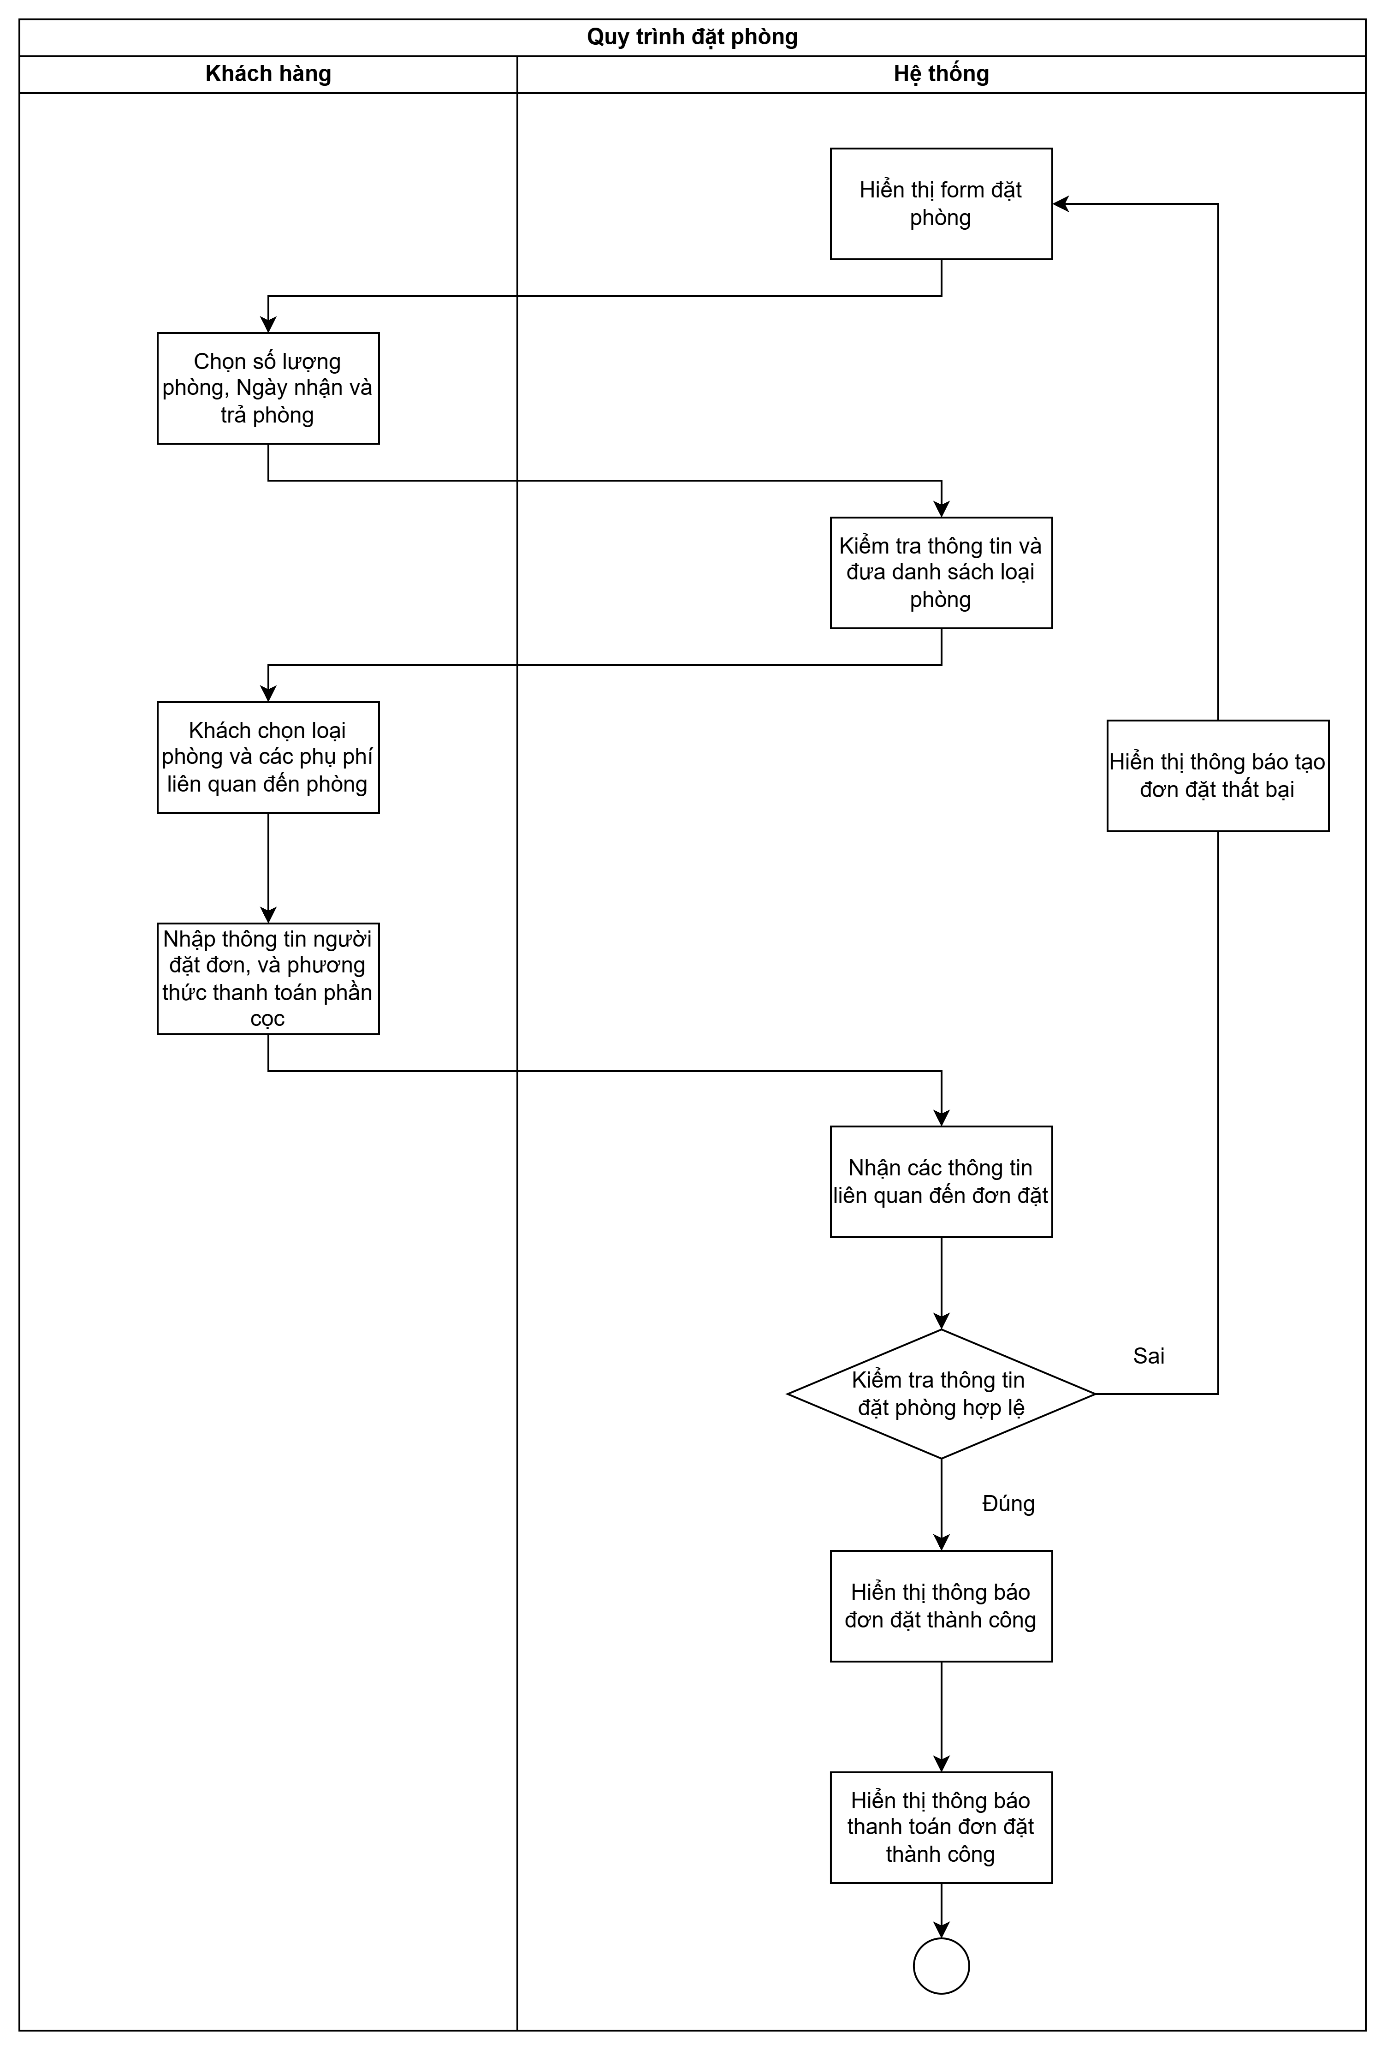 Quy trình đặt phòng
Khách hàng
Hệ thống
Hiển thị form đặt
phòng
Chọn số lượng
phòng, Ngày nhận và
trả phòng
Kiểm tra thông tin và
đưa danh sách loại
phòng
Khách chọn loại
phòng và các phụ phí
liên quan đến phòng
Hiển thị thông báo tạo
đơn đặt thất bại
Nhập thông tin người
đặt đơn, và phương
thức thanh toán phần
cọc
Nhận các thông tin
liên quan đến đơn đặt
Kiểm tra thông tin
đặt phòng hợp lệ
Sai
Đúng
Hiển thị thông báo
đơn đặt thành công
Hiển thị thông báo
thanh toán đơn đặt
thành công